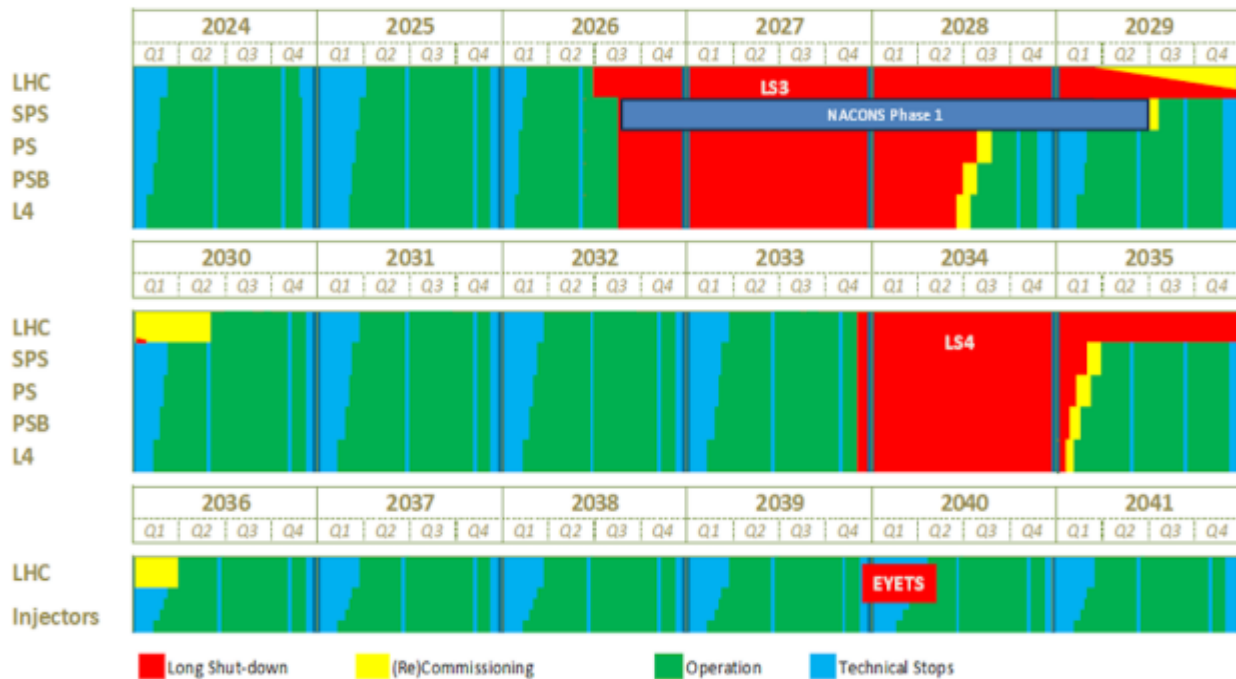 2024 2025 2026 2027 2028 2029
Q1 Q2 Q3 Q4 Q1 Q2 Q3 Q4 Q1 Q2 Q3 Q4 Q1 Q2 Q3 Q4 Q1 Q2 Q3 Q4 Q1 Q2 Q3 Q4
LHC LS3
SPS NACONS Phase 1
PS
PSB
L4
2030 2031 2032 2033 2034 2035
Q1 Q2 Q3 Q4 Q1 Q2 Q3 Q4 Q1 Q2 Q3 Q4 Q1 Q2 Q3 Q4 Q1 Q2 Q3 Q4 Q1 Q2 Q3 Q4
LHC LS4
SPS
PS
PSB
L4
2036 2037 2038 2039 2040 2041
Q1 Q2 Q3 Q4 Q1 Q2 Q3 Q4 Q1 Q2 Q3 Q4 Q1 Q2 Q3 Q4 Q1 Q2 Q3 Q4 Q1 Q2 Q3 Q4
LHC EYETS
Injectors
Long Shut-down (Re)Commissioning Operation Technical Stops